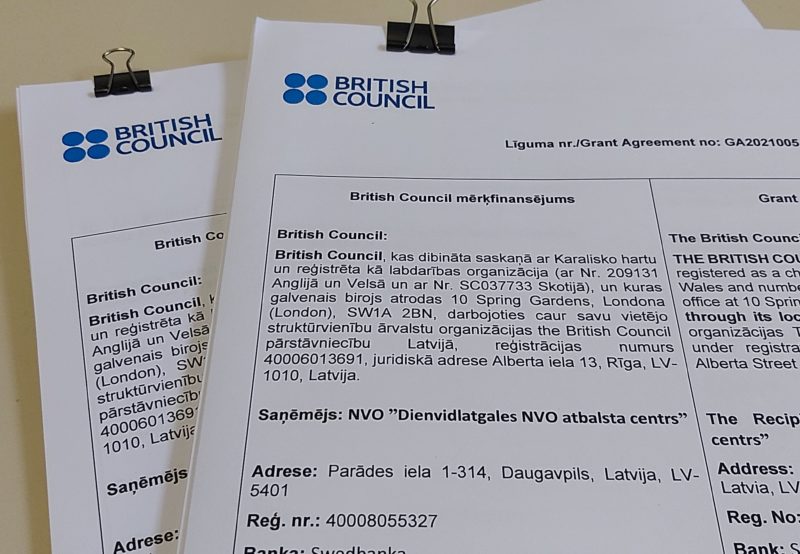 BRITISH
COUNCIL
British Co
British Council:
British Council,
un reģistrēta kā
Anglijā un Velsā
galvenais birojs
(London), SW
struktūrvienību
pārstāvniecību
4000601369
1010, Latvija
Saņēmējs
Adrese:
BRITISH
COUNCIL
Līguma nr./Grant Agreement no: GA2021005
British Council mērķfinansējums
British Council:
British Council, kas dibināta saskaņā ar Karalisko hartu
un reģistrēta kā labdarības organizācija (ar Nr. 209131
Anglijā un Velsā un ar Nr. SC037733 Skotijā), un kuras
galvenais birojs atrodas 10 Spring Gardens, Londona
(London), SW1A 2BN, darbojoties caur savu vietējo
struktūrvienību ārvalstu organizācijas the British Council
pārstāvniecību Latvijā, reģistrācijas numurs
40006013691, juridiskā adrese Alberta iela 13, Rīga, LV-
1010, Latvija.
Saņēmējs: NVO ”Dienvidlatgales NVO atbalsta centrs”
Adrese: Parādes iela 1-314, Daugavpils, Latvija, LV-
5401
Reģ. nr.: 40008055327
Banka: Swedbanka
Grant
The British Counc
THE BRITISH COU
registered as a ch
Wales and numbe
office at 10 Sprin
through its loc
organizācijas T
under registra
Alberta Street
The Recip
centrs”
Address:
Latvia, LV
Reg. No:
Bank: S